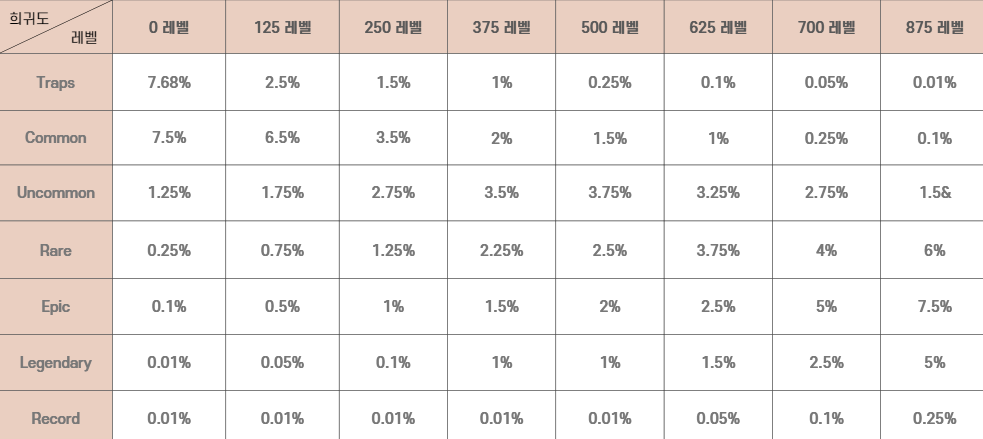 희귀도
레벨
0 레벨 125 레벨 250 레벨 375 레벨 500 레벨 625 레벨 700 레벨 875 레벨
Traps 7.68% 2.5% 1.5% 1% 0.25% 0.1% 0.05% 0.01%
Common 7.5% 6.5% 3.5% 2% 1.5% 1% 0.25% 0.1%
Uncommon 1.25% 1.75% 2.75% 3.5% 3.75% 3.25% 2.75% 1.5&
Rare 0.25% 0.75% 1.25% 2.25% 2.5% 3.75% 4% 6%
Epic 0.1% 0.5% 1% 1.5% 2% 2.5% 5% 7.5%
Legendary 0.01% 0.05% 0.1% 1% 1% 1.5% 2.5% 5%
Record 0.01% 0.01% 0.01% 0.01% 0.01% 0.05% 0.1% 0.25%